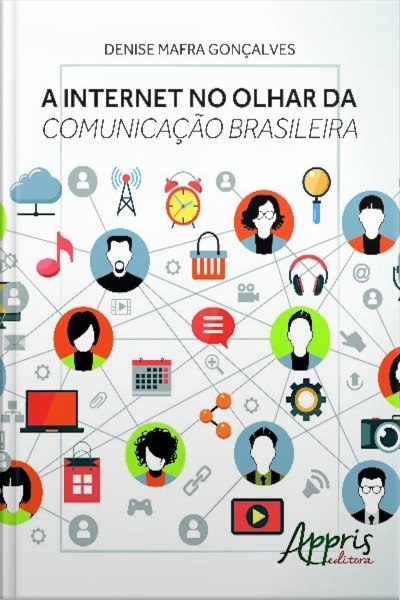 DENISE MAFRA GONÇALVES
A INTERNET NO OLHAR DA
COMUNICAÇÃO BRASILEIRA
Appris
editora